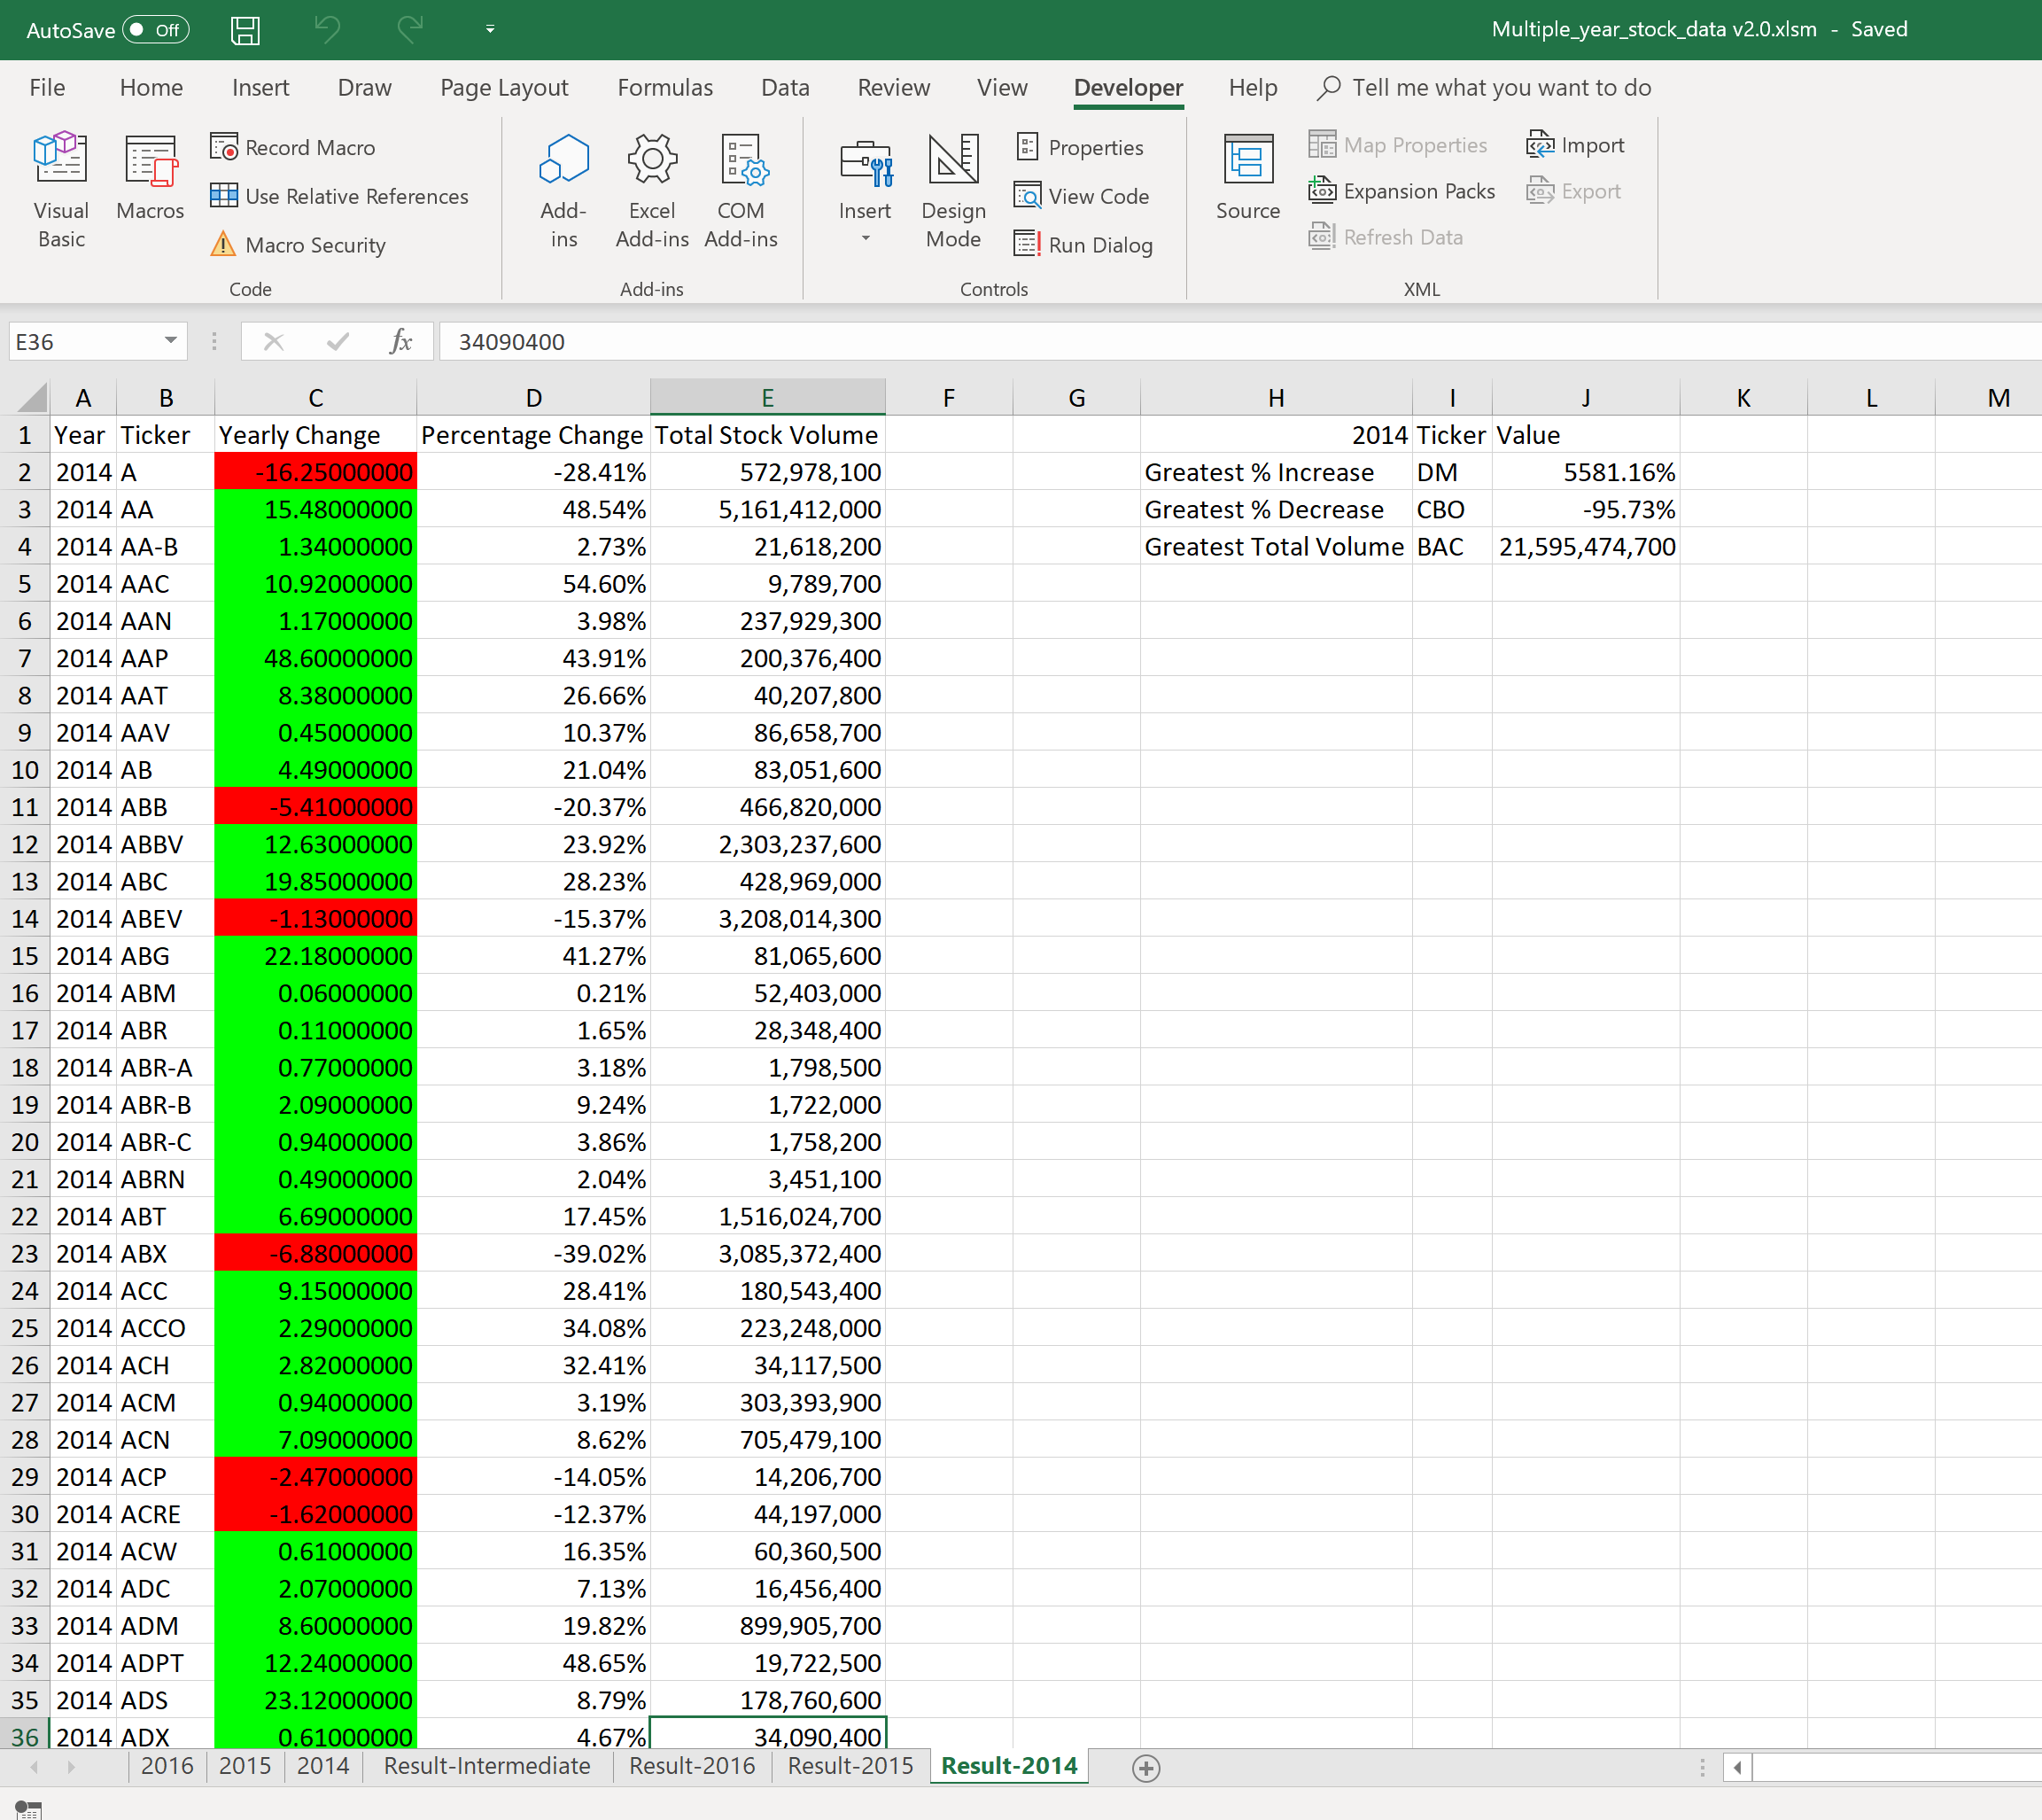 AutoSave Off Multiple_year_stock_data v2.0.xlsm - Saved
File Home Insert Draw Page Layout Formulas Data Review View Developer Help Tell me what you want to do
Visual Basic
Macros
Record Macro
Use Relative References
Macro Security
Code
Add-ins
Excel Add-ins
COM Add-ins
Add-ins
Insert
Design Mode
Properties
View Code
Run Dialog
Controls
Source
Map Properties
Expansion Packs
Refresh Data
Import
Export
XML
E36 fx 34090400
A B C D E F G H I J K L M
1 Year Ticker Yearly Change Percentage Change Total Stock Volume 2014 Ticker Value
2 2014 A -16.25000000 -28.41% 572,978,100 Greatest % Increase DM 5581.16%
3 2014 AA 15.48000000 48.54% 5,161,412,000 Greatest % Decrease CBO -95.73%
4 2014 AA-B 1.34000000 2.73% 21,618,200 Greatest Total Volume BAC 21,595,474,700
5 2014 AAC 10.92000000 54.60% 9,789,700
6 2014 AAN 1.17000000 3.98% 237,929,300
7 2014 AAP 48.60000000 43.91% 200,376,400
8 2014 AAT 8.38000000 26.66% 40,207,800
9 2014 AAV 0.45000000 10.37% 86,658,700
10 2014 AB 4.49000000 21.04% 83,051,600
11 2014 ABB -5.41000000 -20.37% 466,820,000
12 2014 ABBV 12.63000000 23.92% 2,303,237,600
13 2014 ABC 19.85000000 28.23% 428,969,000
14 2014 ABEV -1.13000000 -15.37% 3,208,014,300
15 2014 ABG 22.18000000 41.27% 81,065,600
16 2014 ABM 0.06000000 0.21% 52,403,000
17 2014 ABR 0.11000000 1.65% 28,348,400
18 2014 ABR-A 0.77000000 3.18% 1,798,500
19 2014 ABR-B 2.09000000 9.24% 1,722,000
20 2014 ABR-C 0.94000000 3.86% 1,758,200
21 2014 ABRN 0.49000000 2.04% 3,451,100
22 2014 ABT 6.69000000 17.45% 1,516,024,700
23 2014 ABX -6.88000000 -39.02% 3,085,372,400
24 2014 ACC 9.15000000 28.41% 180,543,400
25 2014 ACCO 2.29000000 34.08% 223,248,000
26 2014 ACH 2.82000000 32.41% 34,117,500
27 2014 ACM 0.94000000 3.19% 303,393,900
28 2014 ACN 7.09000000 8.62% 705,479,100
29 2014 ACP -2.47000000 -14.05% 14,206,700
30 2014 ACRE -1.62000000 -12.37% 44,197,000
31 2014 ACW 0.61000000 16.35% 60,360,500
32 2014 ADC 2.07000000 7.13% 16,456,400
33 2014 ADM 8.60000000 19.82% 899,905,700
34 2014 ADPT 12.24000000 48.65% 19,722,500
35 2014 ADS 23.12000000 8.79% 178,760,600
36 2014 ADX 0.61000000 4.67% 34,090,400
2016 2015 2014 Result-Intermediate Result-2016 Result-2015 Result-2014